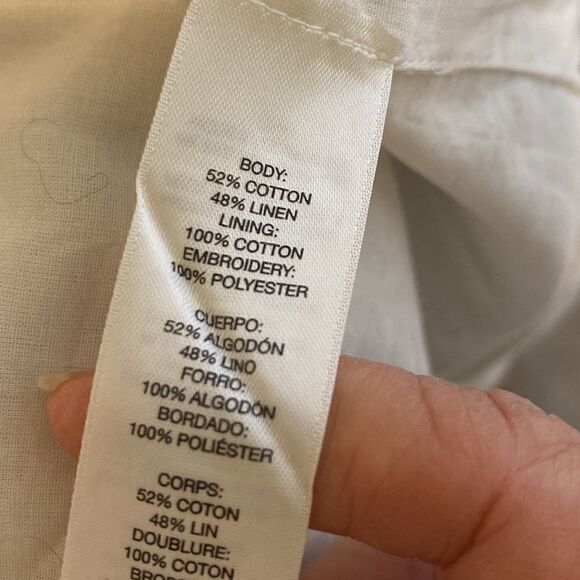 BODY:
52% COTTON
48% LINEN
LINING:
100% COTTON
EMBROIDERY:
100% POLYESTER
CUERPO:
52% ALGODÓN
48% LINO
FORRO:
100% ALGODÓN
BORDADO:
100% POLIÉSTER
CORPS:
52% COTON
48% LIN
DOUBLURE:
100% COTON